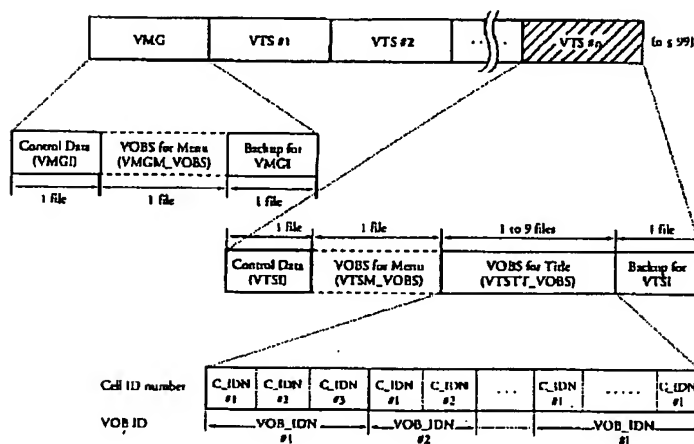 VMG VTS #1 VTS #2 ..... VTS #n (n ≤ 99)
Control Data (VMGI)
VOBS for Menu (VMGM_VOBS)
Backup for VMGI
1 file 1 file 1 file
1 file 1 file 1 to 9 files 1 file
Control Data (VTSI)
VOBS for Menu (VTSM_VOBS)
VOBS for Title (VTSTT_VOBS)
Backup for VTSI
Cell ID number C_IDN #1 C_IDN #2 C_IDN #3 C_IDN #1 C_IDN #2 .... C_IDN #1 ..... C_IDN #1
VOB ID VOB_IDN #1 VOB_IDN #2 VOB_IDN #1